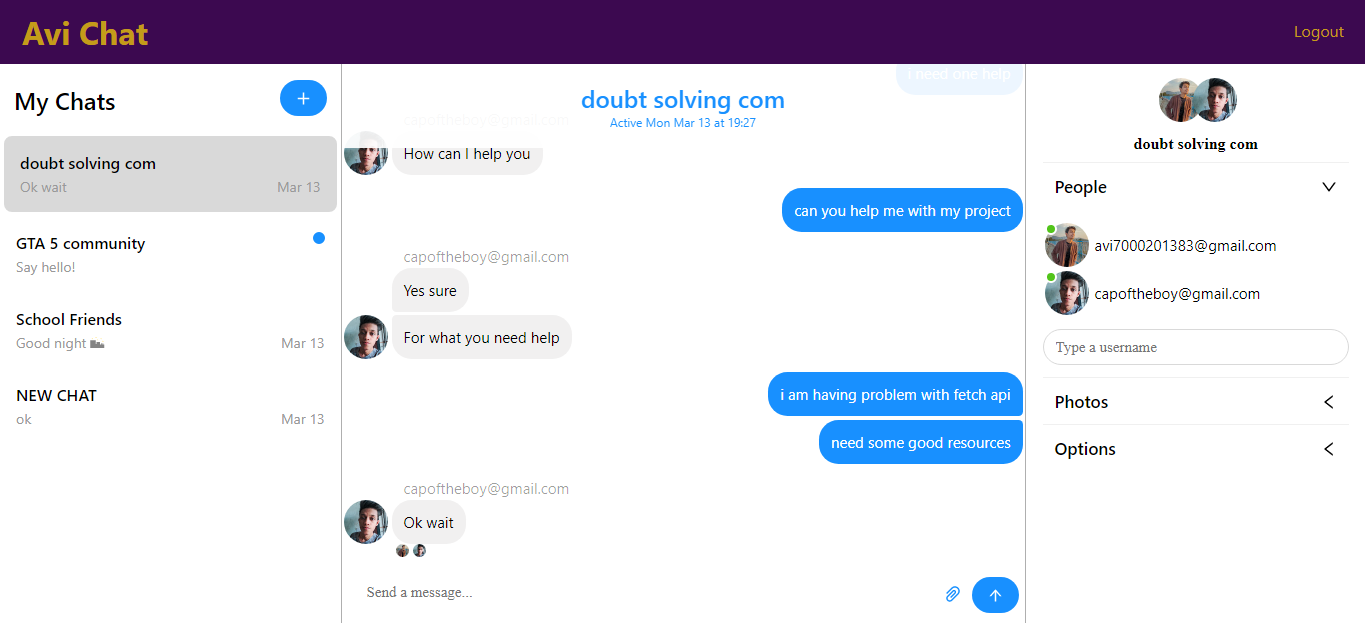 Avi Chat
Logout
My Chats
+
doubt solving com
Ok wait
Mar 13
GTA 5 community
Say hello!
School Friends
Good night
Mar 13
NEW CHAT
ok
Mar 13
i need one help
doubt solving com
capoftheboy@gmail.com
Active Mon Mar 13 at 19:27
How can I help you
can you help me with my project
capoftheboy@gmail.com
Yes sure
For what you need help
i am having problem with fetch api
need some good resources
capoftheboy@gmail.com
Ok wait
Send a message...
doubt solving com
People
avi7000201383@gmail.com
capoftheboy@gmail.com
Type a username
Photos
Options